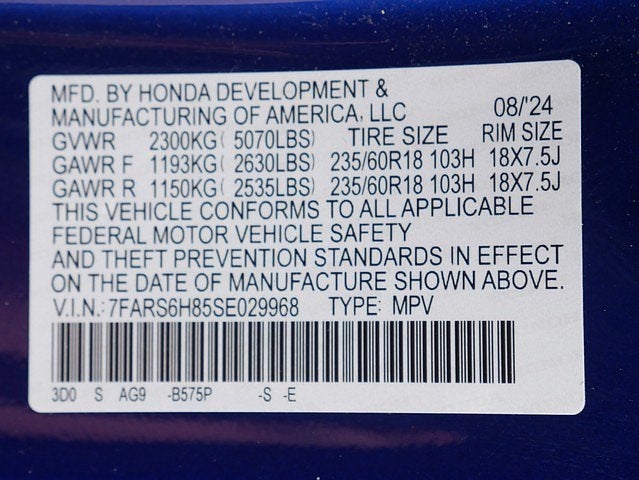 MFD. BY HONDA DEVELOPMENT &
MANUFACTURING OF AMERICA, LLC 08/'24
GVWR 2300KG ( 5070LBS) TIRE SIZE RIM SIZE
GAWR F 1193KG ( 2630LBS) 235/60R18 103H 18X7.5J
GAWR R 1150KG ( 2535LBS) 235/60R18 103H 18X7.5J
THIS VEHICLE CONFORMS TO ALL APPLICABLE
FEDERAL MOTOR VEHICLE SAFETY
AND THEFT PREVENTION STANDARDS IN EFFECT
ON THE DATE OF MANUFACTURE SHOWN ABOVE.
V.I.N.: 7FARS6H85SE029968 TYPE: MPV
3D0 S AG9 -B575P -S -E